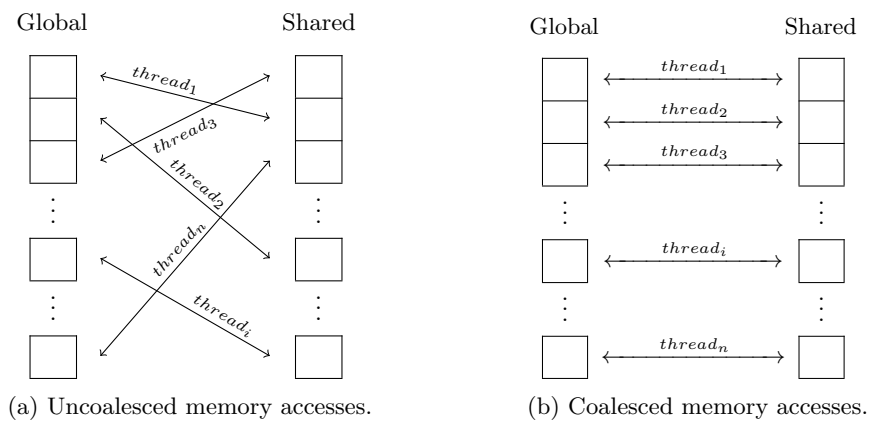 Global Shared
thread₁
thread₃
thread₂
⋮ ⋮
threadₙ
threadᵢ
⋮ ⋮
(a) Uncoalesced memory accesses.
Global Shared
thread₁
thread₂
thread₃
⋮ ⋮
threadᵢ
⋮ ⋮
threadₙ
(b) Coalesced memory accesses.